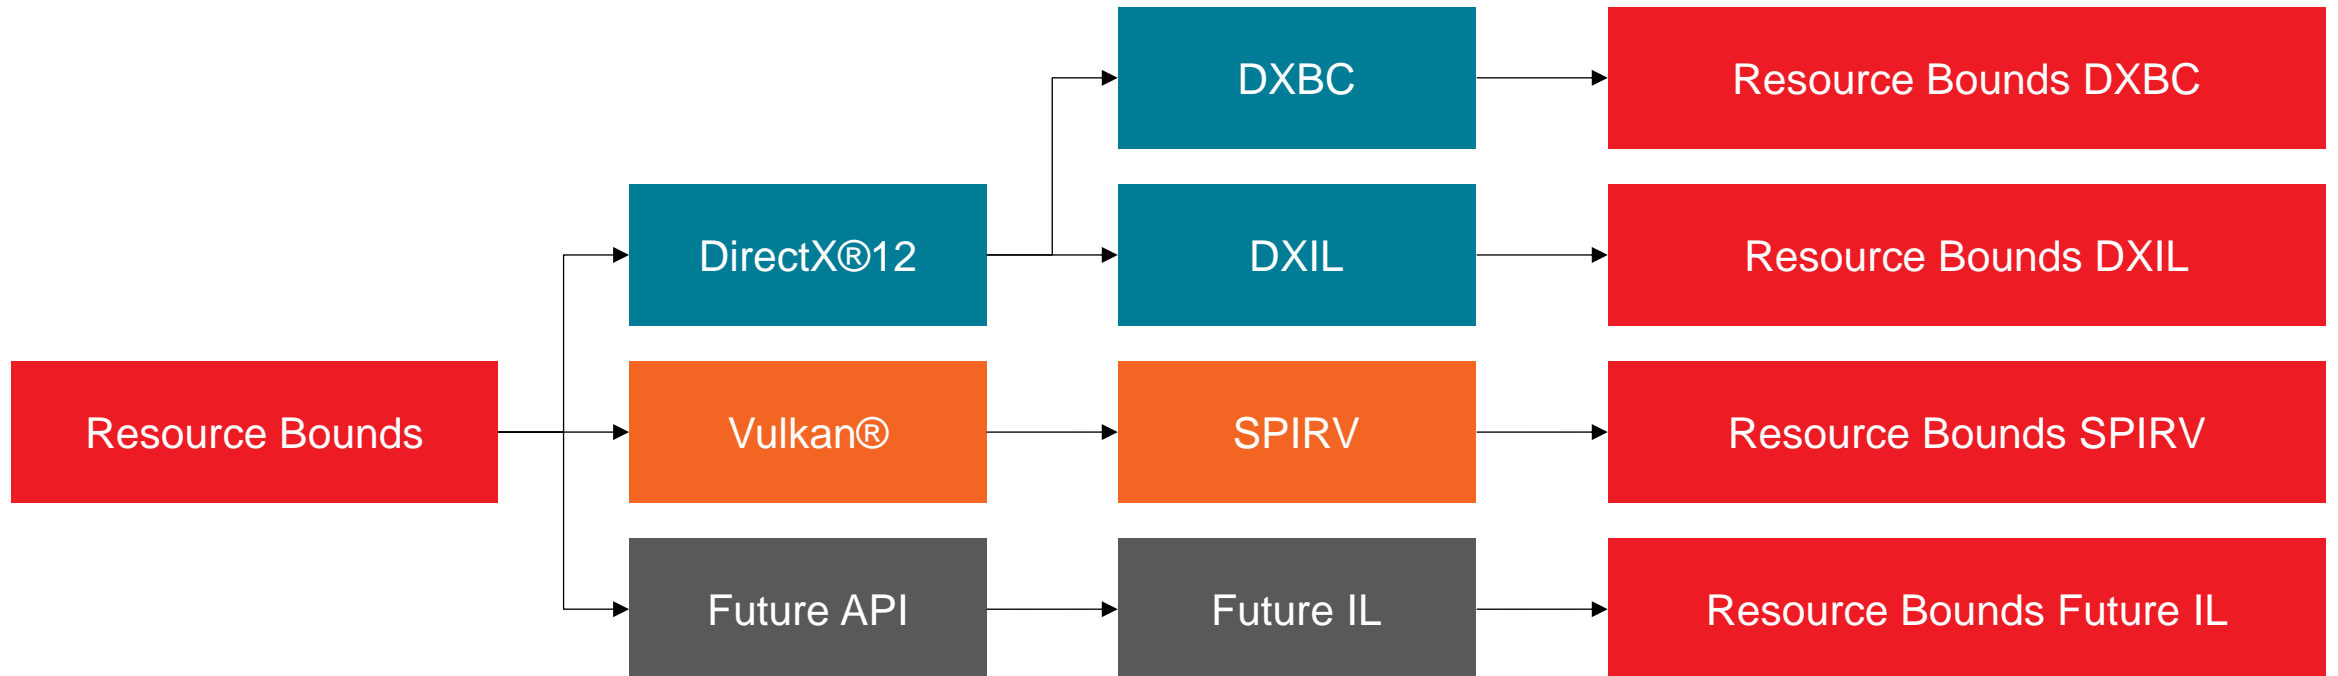 DXBC
Resource Bounds DXBC
DirectX®12
DXIL
Resource Bounds DXIL
Resource Bounds
Vulkan®
SPIRV
Resource Bounds SPIRV
Future API
Future IL
Resource Bounds Future IL